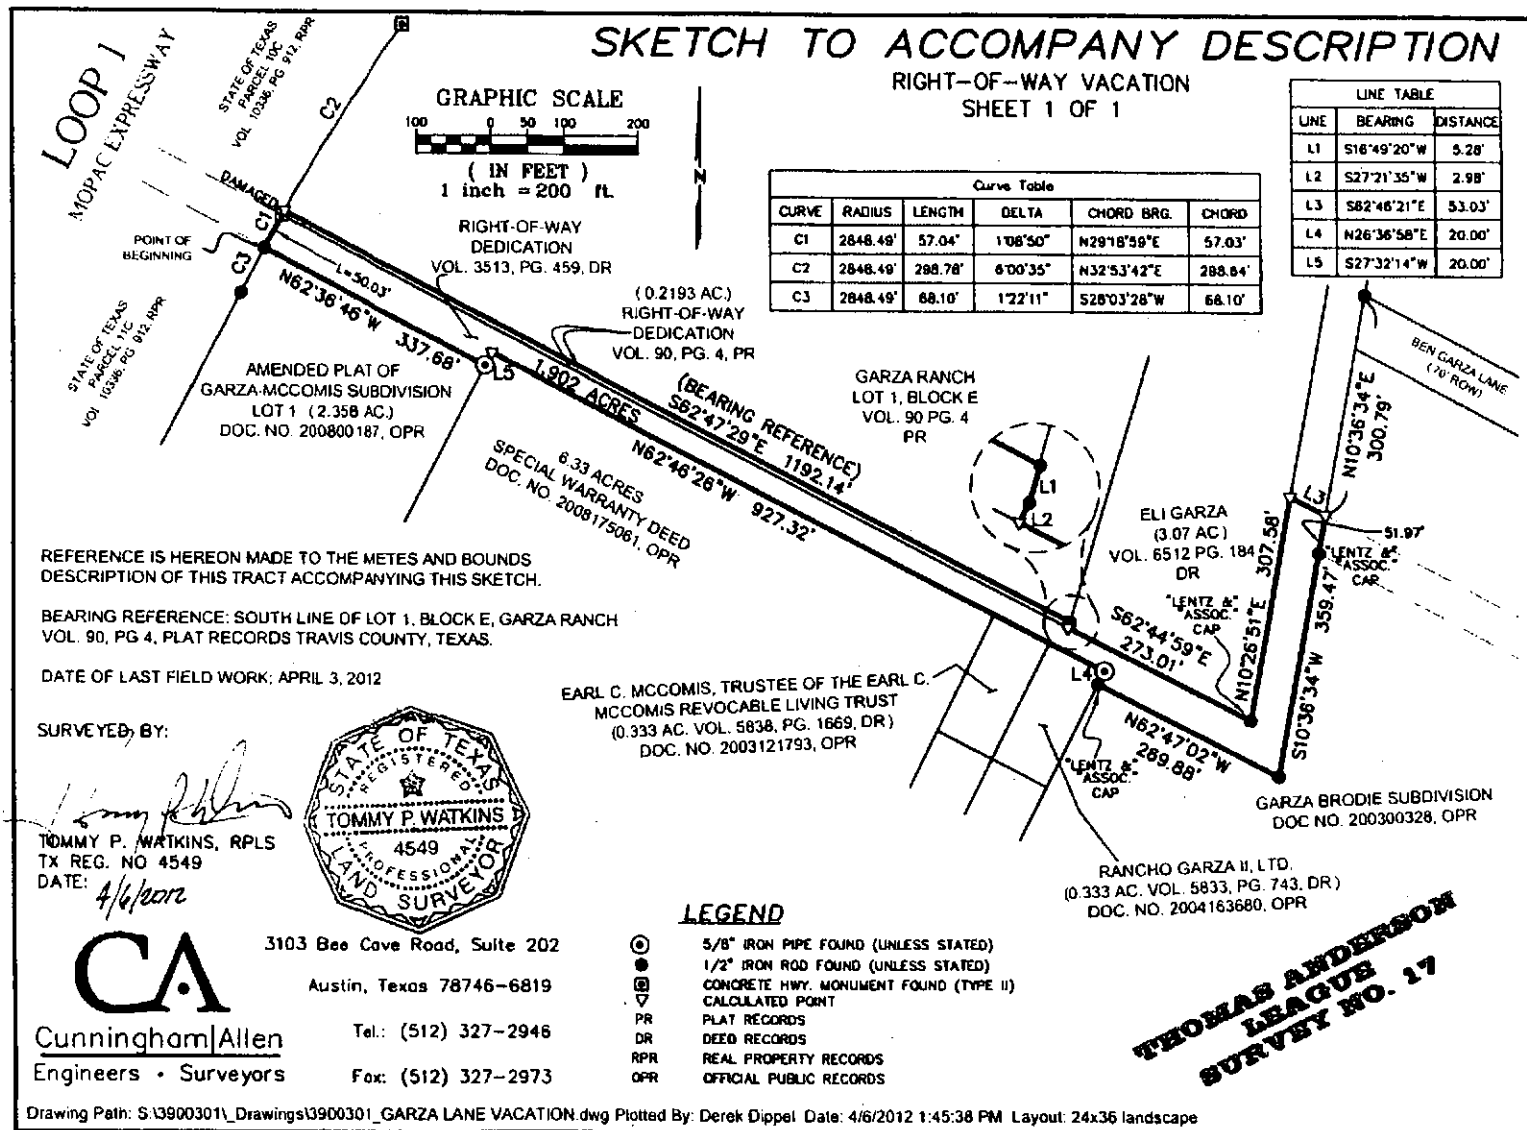 SKETCH TO ACCOMPANY DESCRIPTION
RIGHT-OF-WAY VACATION
SHEET 1 OF 1
LOOP 1
MOPAC EXPRESSWAY
STATE OF TEXAS
PARCEL 10C
VOL 10336, PG 912, RPR
C2
GRAPHIC SCALE
100 0 50 100 200
( IN FEET )
1 inch = 200 ft.
N
LINE TABLE
LINE BEARING DISTANCE
L1 S16°49'20"W 5.28'
L2 S27°21'35"W 2.98'
L3 S62°46'21"E 53.03'
L4 N26°36'58"E 20.00'
L5 S27°32'14"W 20.00'
Curve Table
CURVE RADIUS LENGTH DELTA CHORD BRG. CHORD
C1 2848.49' 57.04' 1°08'50" N29°18'59"E 57.03'
C2 2848.49' 298.78' 6°00'35" N32°53'42"E 298.64'
C3 2848.49' 68.10' 1°22'11" S28°03'28"W 68.10'
DAMAGED
C1
POINT OF
BEGINNING
C3
L=50.03'
RIGHT-OF-WAY
DEDICATION
VOL. 3513, PG. 459, DR
N62°36'46"W 337.68'
L5
STATE OF TEXAS
PARCEL 11C
VOL 10336, PG 912, RPR
(0.2193 AC.)
RIGHT-OF-WAY
DEDICATION
VOL. 90, PG. 4, PR
AMENDED PLAT OF
GARZA-MCCOMIS SUBDIVISION
LOT 1 (2.358 AC.)
DOC. NO. 200800187, OPR
1.902 ACRES
(BEARING REFERENCE)
S62°47'29"E 1192.14'
N62°46'26"W 927.32'
6.33 ACRES
SPECIAL WARRANTY DEED
DOC. NO. 2008175061, OPR
GARZA RANCH
LOT 1, BLOCK E
VOL. 90 PG. 4
PR
L1
L2
BEN GARZA LANE
(70' ROW)
N10°36'34"E
300.79'
L3
51.97'
ELI GARZA
(3.07 AC)
VOL. 6512 PG. 184
DR
"LENTZ &"
"ASSOC."
CAP
"LENTZ &"
"ASSOC."
CAP
N10°26'51"E 307.58'
S10°36'34"W 359.47'
S62°44'59"E
273.01'
L4
N62°47'02"W
269.88'
"LENTZ &"
"ASSOC."
CAP
REFERENCE IS HEREON MADE TO THE METES AND BOUNDS
DESCRIPTION OF THIS TRACT ACCOMPANYING THIS SKETCH.
BEARING REFERENCE: SOUTH LINE OF LOT 1, BLOCK E, GARZA RANCH
VOL. 90, PG 4, PLAT RECORDS TRAVIS COUNTY, TEXAS.
DATE OF LAST FIELD WORK; APRIL 3, 2012
EARL C. MCCOMIS, TRUSTEE OF THE EARL C.
MCCOMIS REVOCABLE LIVING TRUST
(0.333 AC. VOL. 5838, PG. 1669, DR)
DOC. NO. 2003121793, OPR
GARZA BRODIE SUBDIVISION
DOC NO. 200300328, OPR
RANCHO GARZA II, LTD.
(0.333 AC. VOL. 5833, PG. 743, DR)
DOC. NO. 2004163680, OPR
SURVEYED BY:
TOMMY P. WATKINS, RPLS
TX REG. NO 4549
DATE: 4/6/2012
STATE OF TEXAS
REGISTERED
TOMMY P. WATKINS
4549
PROFESSIONAL
LAND SURVEYOR
CA
Cunningham|Allen
Engineers • Surveyors
3103 Bee Cave Road, Suite 202
Austin, Texas 78746-6819
Tel.: (512) 327-2946
Fax: (512) 327-2973
LEGEND
5/8" IRON PIPE FOUND (UNLESS STATED)
1/2" IRON ROD FOUND (UNLESS STATED)
CONCRETE HWY. MONUMENT FOUND (TYPE II)
CALCULATED POINT
PR PLAT RECORDS
DR DEED RECORDS
RPR REAL PROPERTY RECORDS
OPR OFFICIAL PUBLIC RECORDS
THOMAS ANDERSON
LEAGUE
SURVEY NO. 17
Drawing Path: S:\3900301\_Drawings\3900301_GARZA LANE VACATION.dwg Plotted By: Derek Dippel Date: 4/6/2012 1:45:38 PM Layout: 24x36 landscape